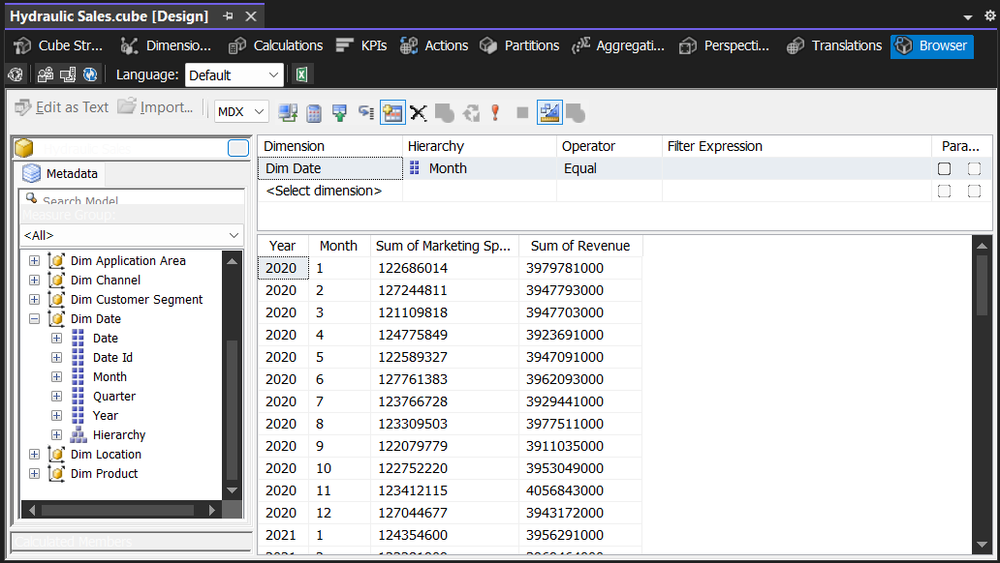 Hydraulic Sales.cube [Design]
Cube Str... Dimensio... Calculations KPIs Actions Partitions Aggregati... Perspecti... Translations Browser
Language: Default
Edit as Text Import... MDX
Metadata
Search Model
Measure Group:
<All>
Dim Application Area
Dim Channel
Dim Customer Segment
Dim Date
Date
Date Id
Month
Quarter
Year
Hierarchy
Dim Location
Dim Product
Calculated Members
Dimension Hierarchy Operator Filter Expression Para...
Dim Date Month Equal
<Select dimension>
Year Month Sum of Marketing Sp... Sum of Revenue
2020 1 122686014 3979781000
2020 2 127244811 3947793000
2020 3 121109818 3947703000
2020 4 124775849 3923691000
2020 5 122589327 3947091000
2020 6 127761383 3962093000
2020 7 123766728 3929441000
2020 8 123309503 3977511000
2020 9 122079779 3911035000
2020 10 122752220 3953049000
2020 11 123412115 4056843000
2020 12 127044677 3943172000
2021 1 124354600 3956291000